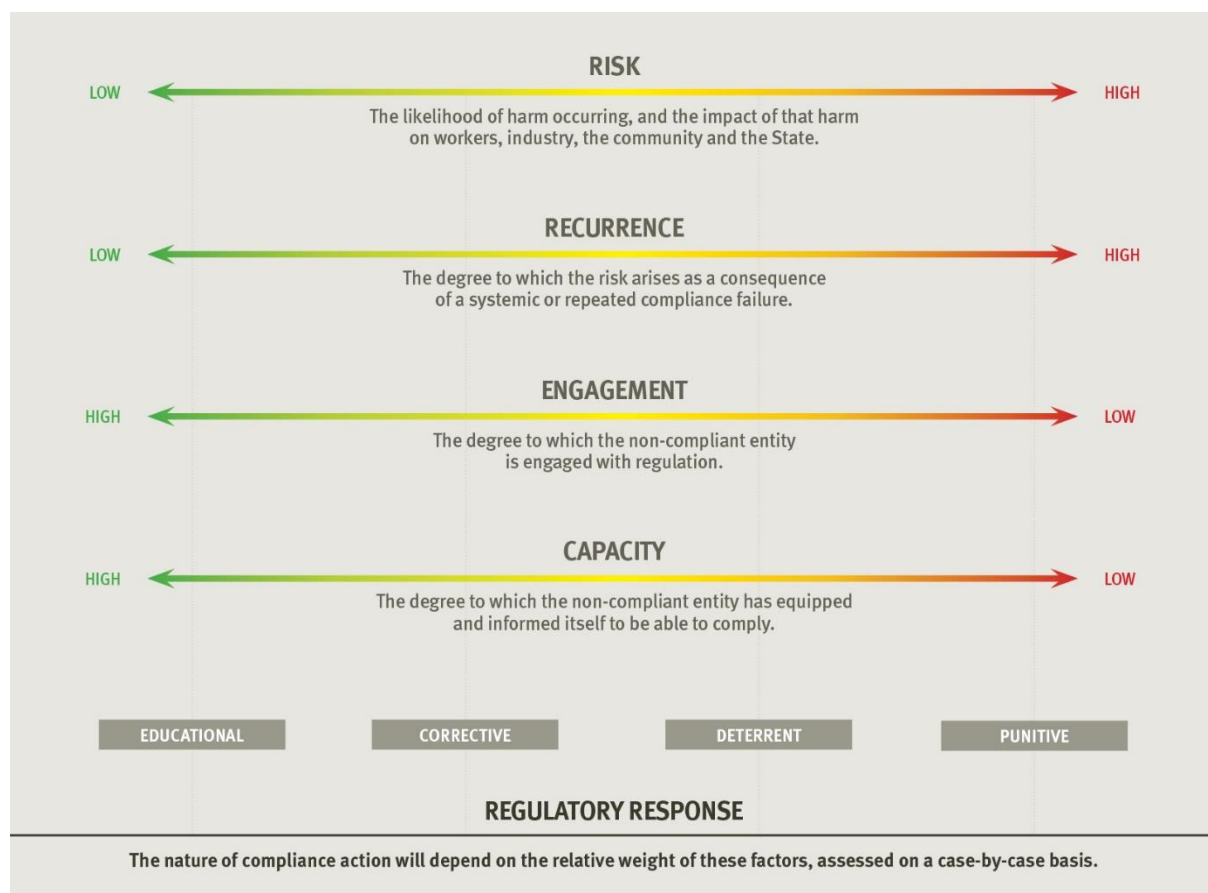 RISK
LOW
HIGH
The likelihood of harm occurring, and the impact of that harm
on workers, industry, the community and the State.
RECURRENCE
LOW
HIGH
The degree to which the risk arises as a consequence
of a systemic or repeated compliance failure.
ENGAGEMENT
HIGH
LOW
The degree to which the non-compliant entity
is engaged with regulation.
CAPACITY
HIGH
LOW
The degree to which the non-compliant entity has equipped
and informed itself to be able to comply.
EDUCATIONAL
CORRECTIVE
DETERRENT
PUNITIVE
REGULATORY RESPONSE
The nature of compliance action will depend on the relative weight of these factors, assessed on a case-by-case basis.